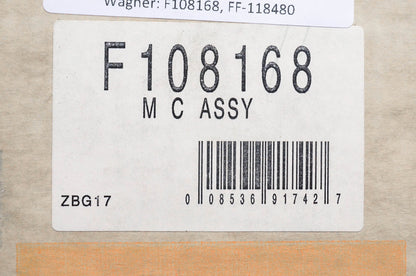 Wagner: F108168, FF-118480
F108168
M C ASSY
ZBG17
0 08536 91742 7